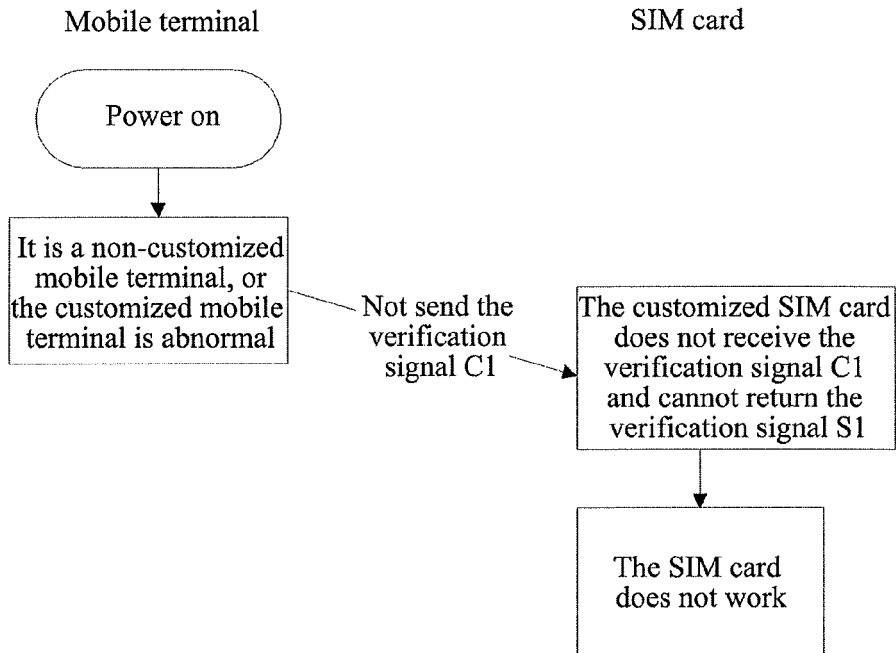 Mobile terminal
SIM card
Power on
It is a non-customized
mobile terminal, or
the customized mobile
terminal is abnormal
Not send the
verification
signal C1
The customized SIM card
does not receive the
verification signal C1
and cannot return the
verification signal S1
The SIM card
does not work